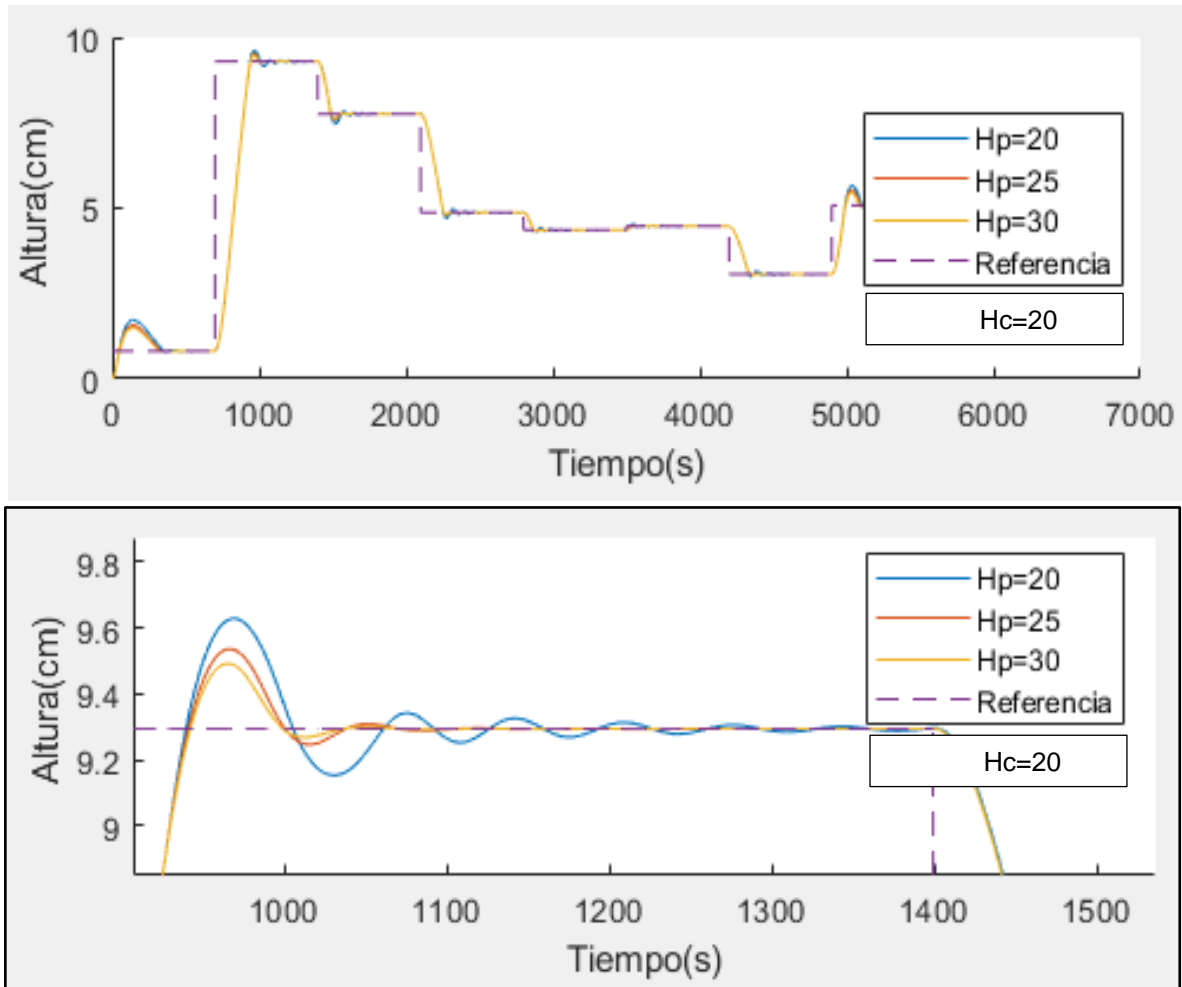 10
5
0
Altura(cm)
0 1000 2000 3000 4000 5000 6000 7000
Tiempo(s)
Hp=20
Hp=25
Hp=30
Referencia
Hc=20
9.8
9.6
9.4
9.2
9
Altura(cm)
1000 1100 1200 1300 1400 1500
Tiempo(s)
Hp=20
Hp=25
Hp=30
Referencia
Hc=20